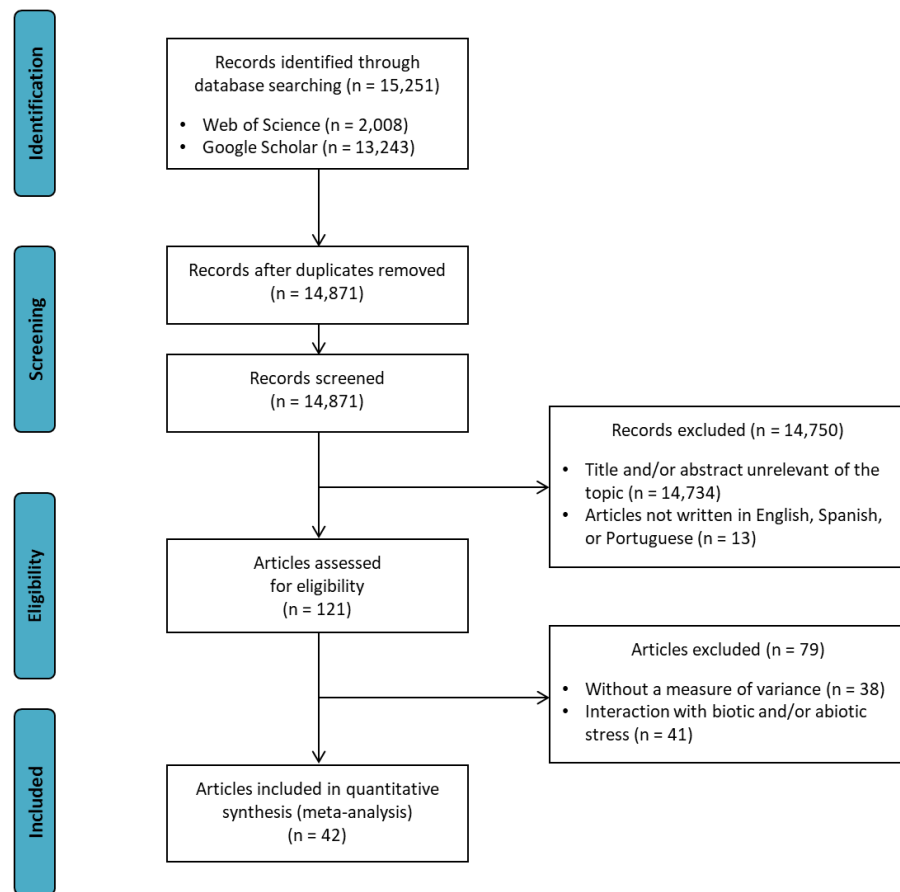 Identification
Records identified through
database searching (n = 15,251)
• Web of Science (n = 2,008)
• Google Scholar (n = 13,243)
Screening
Records after duplicates removed
(n = 14,871)
Records screened
(n = 14,871)
Records excluded (n = 14,750)
• Title and/or abstract unrelevant of the
topic (n = 14,734)
• Articles not written in English, Spanish,
or Portuguese (n = 13)
Eligibility
Articles assessed
for eligibility
(n = 121)
Articles excluded (n = 79)
• Without a measure of variance (n = 38)
• Interaction with biotic and/or abiotic
stress (n = 41)
Included
Articles included in quantitative
synthesis (meta-analysis)
(n = 42)